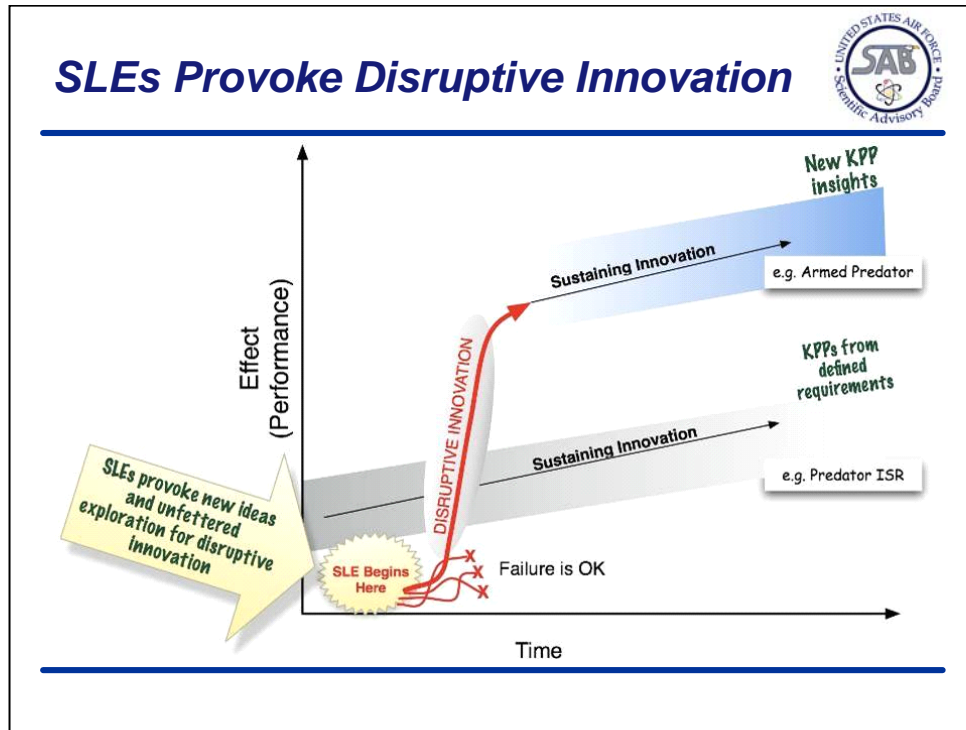 SLEs Provoke Disruptive Innovation
UNITED STATES AIR FORCE
SAB
Scientific Advisory Board
New KPP
insights
Sustaining Innovation
e.g. Armed Predator
Effect
(Performance)
DISRUPTIVE INNOVATION
KPPs from
defined
requirements
Sustaining Innovation
e.g. Predator ISR
SLEs provoke new ideas
and unfettered
exploration for disruptive
innovation
SLE Begins
Here
X
X
X
Failure is OK
Time